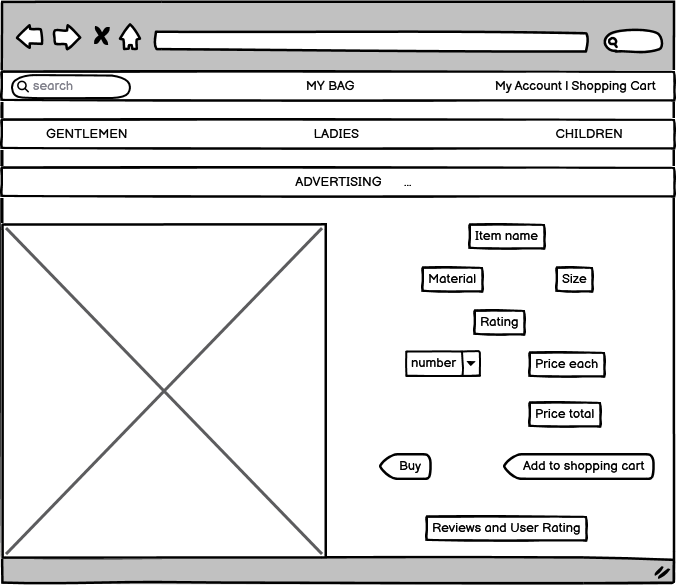 search
MY BAG
My Account | Shopping Cart
GENTLEMEN
LADIES
CHILDREN
ADVERTISING ...
Item name
Material
Size
Rating
number
Price each
Price total
Buy
Add to shopping cart
Reviews and User Rating